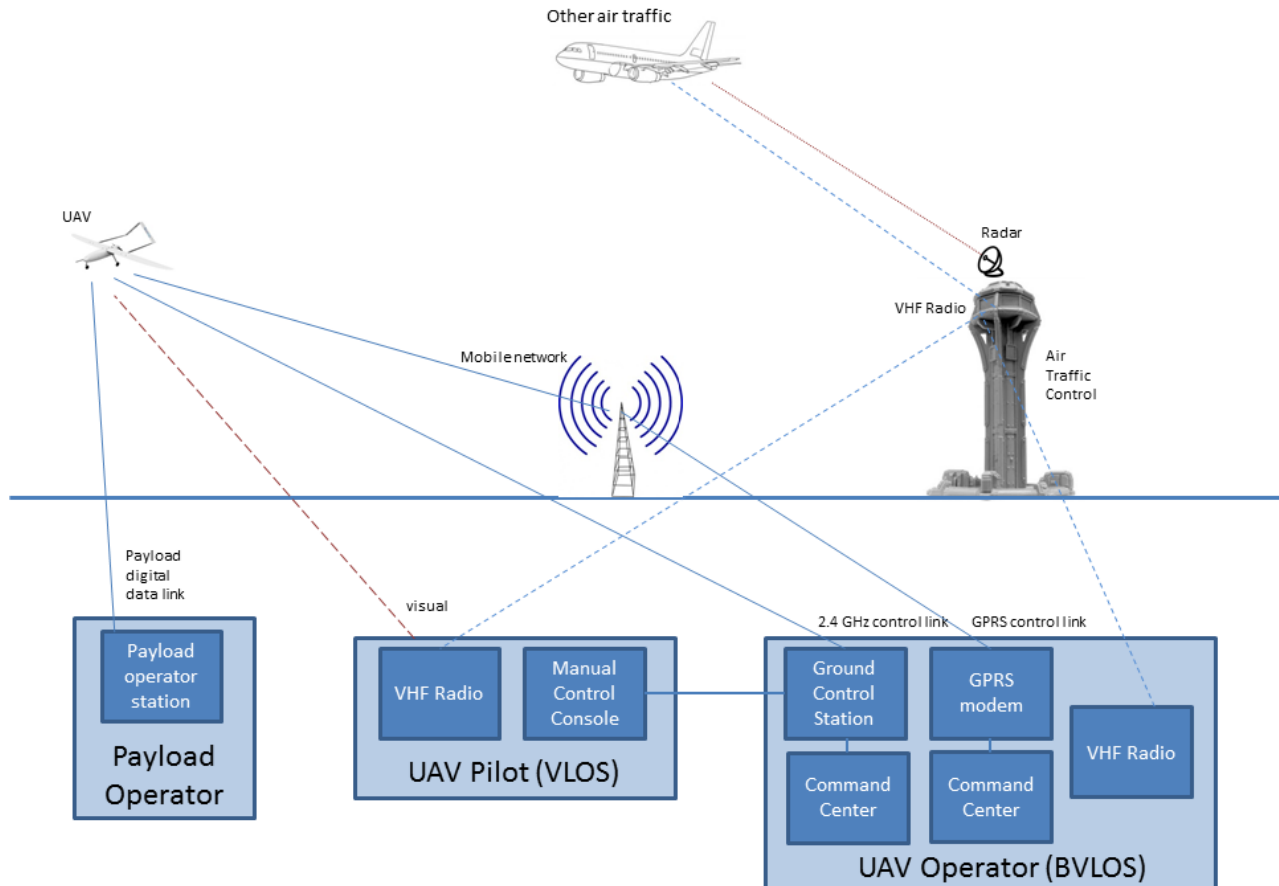 Other air traffic
UAV
Radar
VHF Radio
Air
Traffic
Control
Mobile network
Payload
digital
data link
visual
2.4 GHz control link
GPRS control link
Payload
operator
station
Payload
Operator
VHF Radio
Manual
Control
Console
UAV Pilot (VLOS)
Ground
Control
Station
GPRS
modem
VHF Radio
Command
Center
Command
Center
UAV Operator (BVLOS)